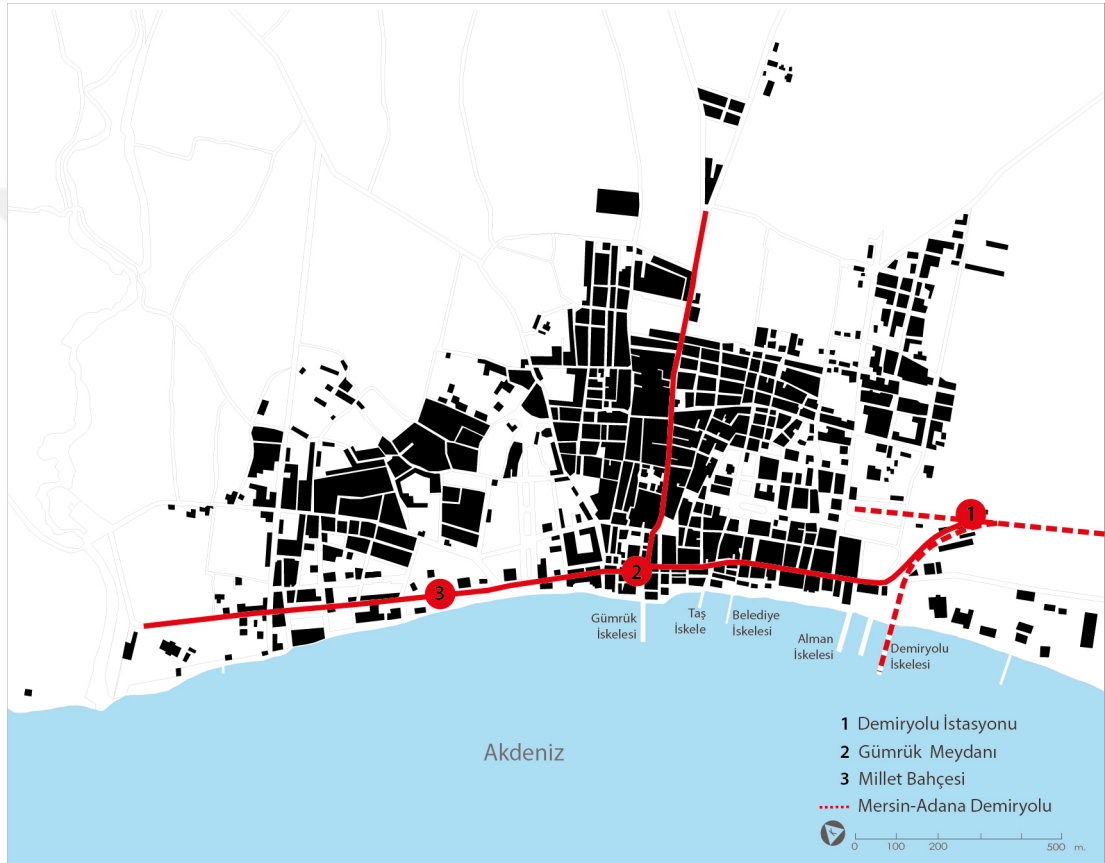 1
2
3
Gümrük
İskelesi
Taş
İskele
Belediye
İskelesi
Alman
İskelesi
Demiryolu
İskelesi
Akdeniz
1 Demiryolu İstasyonu
2 Gümrük Meydanı
3 Millet Bahçesi
Mersin-Adana Demiryolu
0 100 200 500 m.